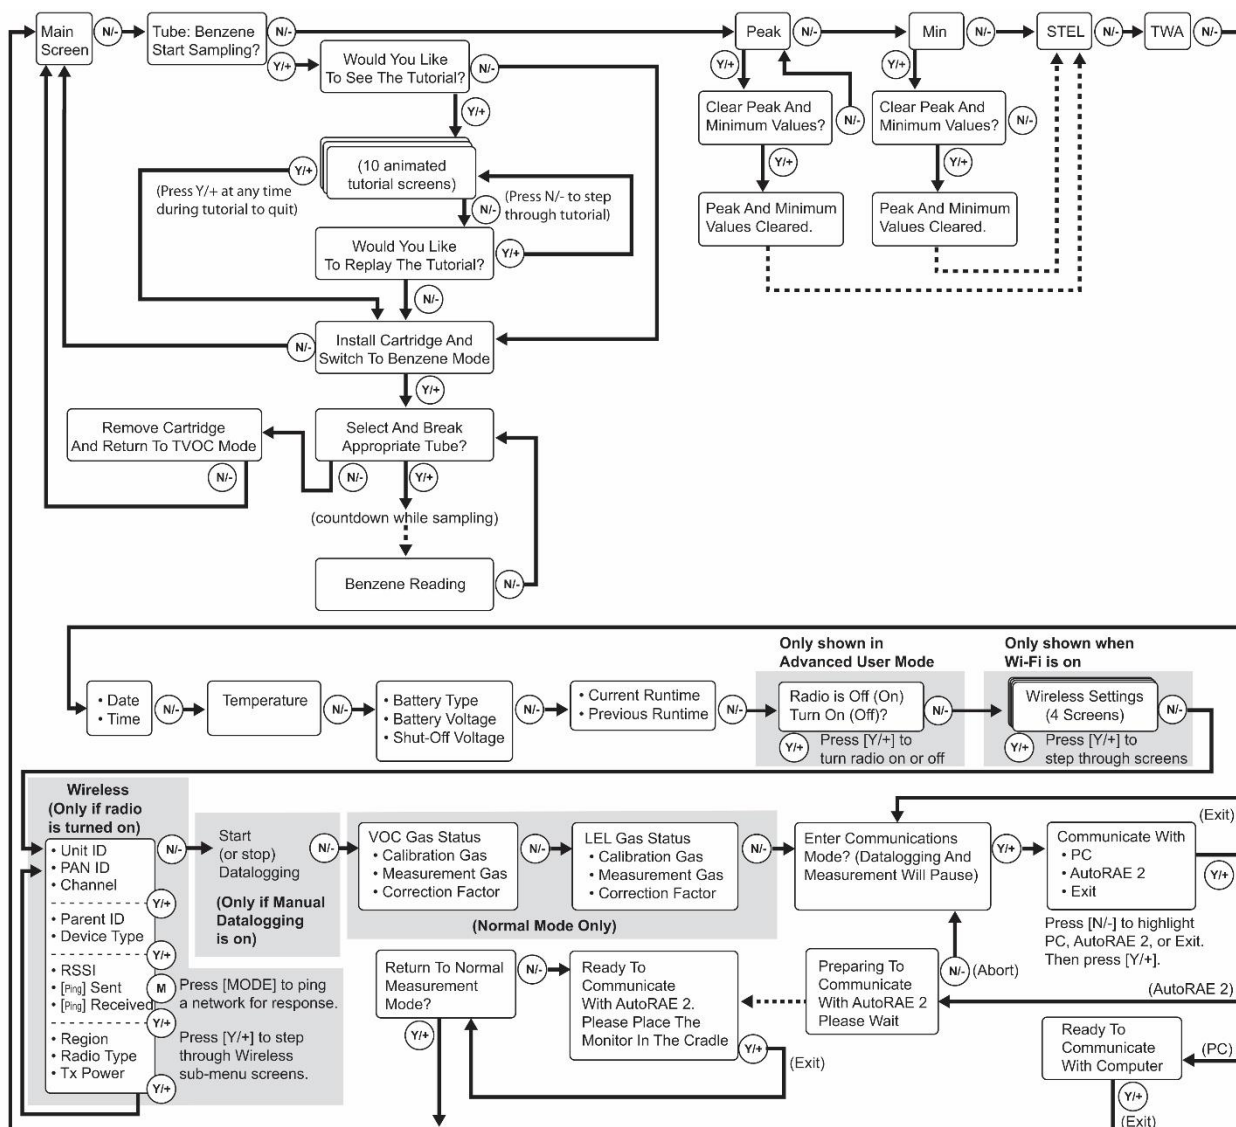 Main
Screen
N/-
Tube: Benzene
Start Sampling?
N/-
Y/+
Would You Like
To See The Tutorial?
N/-
Y/+
(10 animated
tutorial screens)
Y/+
(Press Y/+ at any time
during tutorial to quit)
N/-
(Press N/- to step
through tutorial)
Would You Like
To Replay The Tutorial?
Y/+
N/-
Install Cartridge And
Switch To Benzene Mode
N/-
Y/+
Select And Break
Appropriate Tube?
N/-
Y/+
Remove Cartridge
And Return To TVOC Mode
N/-
(countdown while sampling)
Benzene Reading
N/-
Peak
N/-
Y/+
Clear Peak And
Minimum Values?
N/-
Y/+
Peak And Minimum
Values Cleared.
Min
N/-
Y/+
Clear Peak And
Minimum Values?
N/-
Y/+
Peak And Minimum
Values Cleared.
STEL
N/-
TWA
N/-
• Date
• Time
N/-
Temperature
N/-
• Battery Type
• Battery Voltage
• Shut-Off Voltage
N/-
• Current Runtime
• Previous Runtime
N/-
Only shown in
Advanced User Mode
Radio is Off (On)
Turn On (Off)?
N/-
Y/+
Press [Y/+] to
turn radio on or off
Only shown when
Wi-Fi is on
Wireless Settings
(4 Screens)
N/-
Y/+
Press [Y/+] to
step through screens
Wireless
(Only if radio
is turned on)
• Unit ID
• PAN ID
• Channel
N/-
Y/+
• Parent ID
• Device Type
Y/+
• RSSI
• [Ping] Sent
• [Ping] Received
M
Press [MODE] to ping
a network for response.
Y/+
• Region
• Radio Type
• Tx Power
Y/+
Press [Y/+] to step
through Wireless
sub-menu screens.
Start
(or stop)
Datalogging
N/-
(Only if Manual
Datalogging
is on)
VOC Gas Status
• Calibration Gas
• Measurement Gas
• Correction Factor
N/-
LEL Gas Status
• Calibration Gas
• Measurement Gas
• Correction Factor
N/-
(Normal Mode Only)
Enter Communications
Mode? (Datalogging And
Measurement Will Pause)
Y/+
Communicate With
• PC
• AutoRAE 2
• Exit
(Exit)
Y/+
Press [N/-] to highlight
PC, AutoRAE 2, or Exit.
Then press [Y/+].
(AutoRAE 2)
Preparing To
Communicate
With AutoRAE 2
Please Wait
N/-
(Abort)
Ready To
Communicate
With AutoRAE 2.
Please Place The
Monitor In The Cradle
Y/+
(Exit)
N/-
Return To Normal
Measurement
Mode?
Y/+
Ready To
Communicate
With Computer
(PC)
Y/+
(Exit)